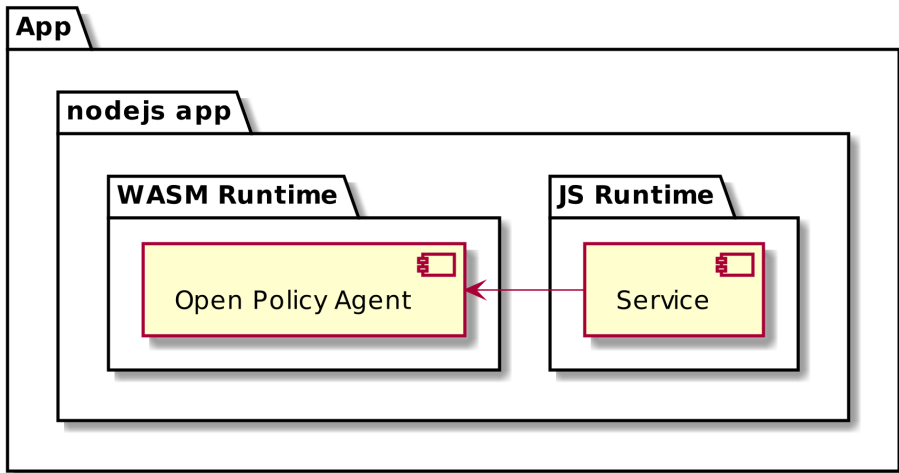 App
nodejs app
WASM Runtime
JS Runtime
Open Policy Agent
Service